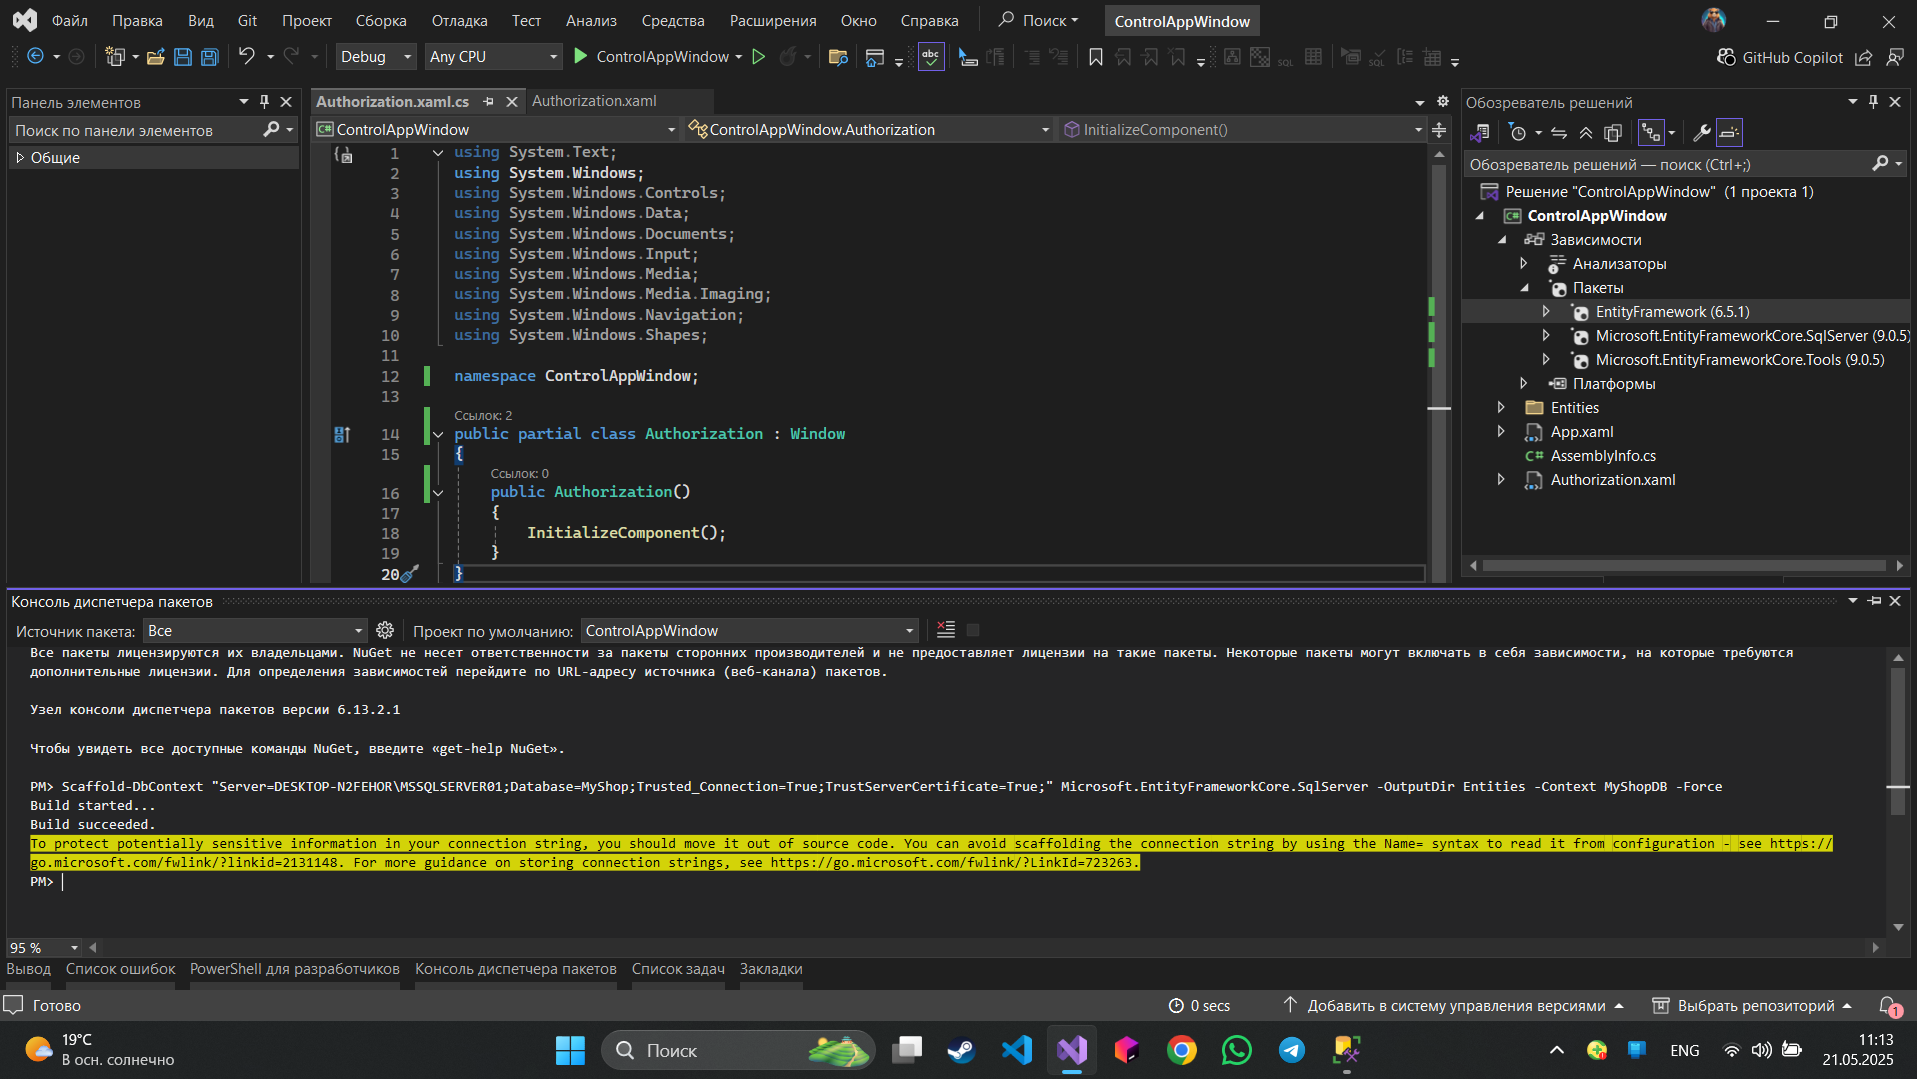 Файл Правка Вид Git Проект Сборка Отладка Тест Анализ Средства Расширения Окно Справка Поиск ControlAppWindow
Debug Any CPU ControlAppWindow abc SQL SQL GitHub Copilot
Панель элементов
Поиск по панели элементов
Общие
Authorization.xaml.cs Authorization.xaml
ControlAppWindow ControlAppWindow.Authorization InitializeComponent()
1 using System.Text;
2 using System.Windows;
3 using System.Windows.Controls;
4 using System.Windows.Data;
5 using System.Windows.Documents;
6 using System.Windows.Input;
7 using System.Windows.Media;
8 using System.Windows.Media.Imaging;
9 using System.Windows.Navigation;
10 using System.Windows.Shapes;
11
12 namespace ControlAppWindow;
13
Ссылок: 2
14 public partial class Authorization : Window
15 {
Ссылок: 0
16 public Authorization()
17 {
18 InitializeComponent();
19 }
20 }
Обозреватель решений
Обозреватель решений — поиск (Ctrl+;)
Решение "ControlAppWindow" (1 проекта 1)
C# ControlAppWindow
Зависимости
Анализаторы
Пакеты
EntityFramework (6.5.1)
Microsoft.EntityFrameworkCore.SqlServer (9.0.5)
Microsoft.EntityFrameworkCore.Tools (9.0.5)
Платформы
Entities
App.xaml
C# AssemblyInfo.cs
Authorization.xaml
Консоль диспетчера пакетов
Источник пакета: Все Проект по умолчанию: ControlAppWindow
Все пакеты лицензируются их владельцами. NuGet не несет ответственности за пакеты сторонних производителей и не предоставляет лицензии на такие пакеты. Некоторые пакеты могут включать в себя зависимости, на которые требуются
дополнительные лицензии. Для определения зависимостей перейдите по URL-адресу источника (веб-канала) пакетов.
Узел консоли диспетчера пакетов версии 6.13.2.1
Чтобы увидеть все доступные команды NuGet, введите «get-help NuGet».
PM> Scaffold-DbContext "Server=DESKTOP-N2FEHOR\MSSQLSERVER01;Database=MyShop;Trusted_Connection=True;TrustServerCertificate=True;" Microsoft.EntityFrameworkCore.SqlServer -OutputDir Entities -Context MyShopDB -Force
Build started...
Build succeeded.
To protect potentially sensitive information in your connection string, you should move it out of source code. You can avoid scaffolding the connection string by using the Name= syntax to read it from configuration - see https://
go.microsoft.com/fwlink/?linkid=2131148. For more guidance on storing connection strings, see https://go.microsoft.com/fwlink/?LinkId=723263.
PM>
95 %
Вывод Список ошибок PowerShell для разработчиков Консоль диспетчера пакетов Список задач Закладки
Готово 0 secs Добавить в систему управления версиями Выбрать репозиторий 1
19°C
В осн. солнечно
Поиск
ENG
11:13
21.05.2025